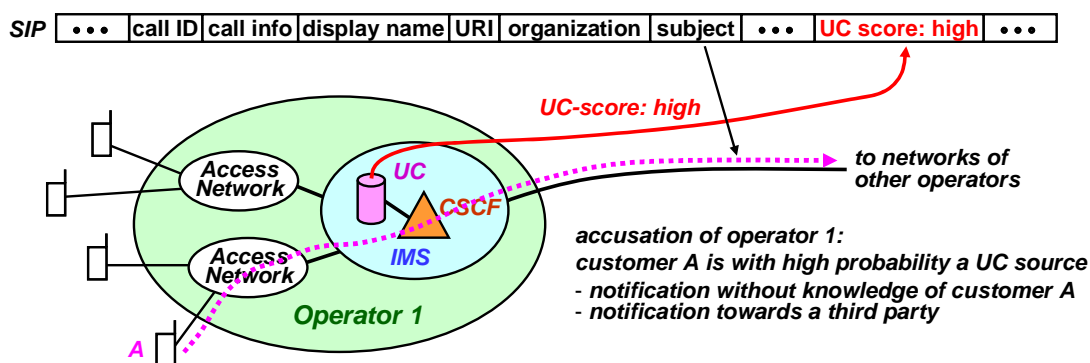 SIP ••• call ID call info display name URI organization subject ••• UC score: high •••
UC-score: high
Access
Network
UC
to networks of
other operators
CSCF
Access
Network
IMS
accusation of operator 1:
customer A is with high probability a UC source
- notification without knowledge of customer A
- notification towards a third party
Operator 1
A